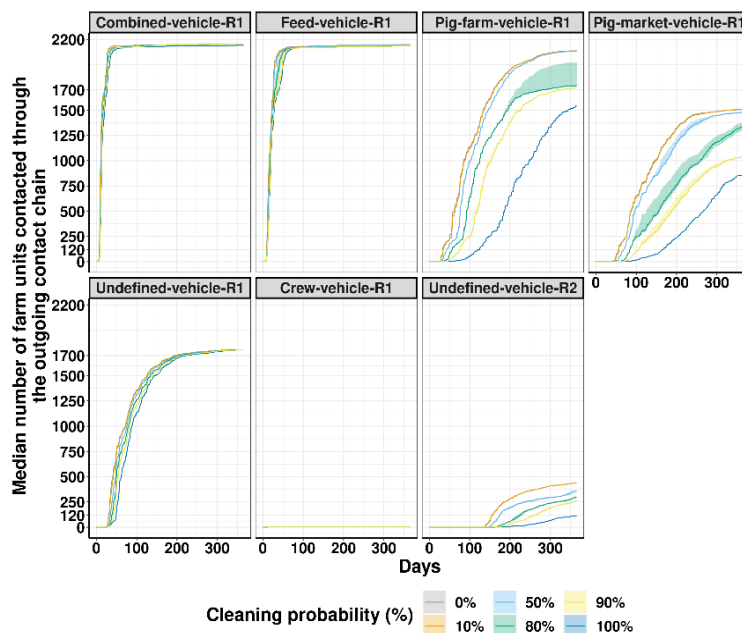 Combined-vehicle-R1 Feed-vehicle-R1 Pig-farm-vehicle-R1 Pig-market-vehicle-R1
2200
1700
1500
1250
1000
750
500
250
120
0
0 100 200 300
Undefined-vehicle-R1 Crew-vehicle-R1 Undefined-vehicle-R2
2200
1700
1500
1250
1000
750
500
250
120
0
0 100 200 300 0 100 200 300 0 100 200 300
Median number of farm units contacted through
the outgoing contact chain
Days
Cleaning probability (%)
0% 50% 90%
10% 80% 100%